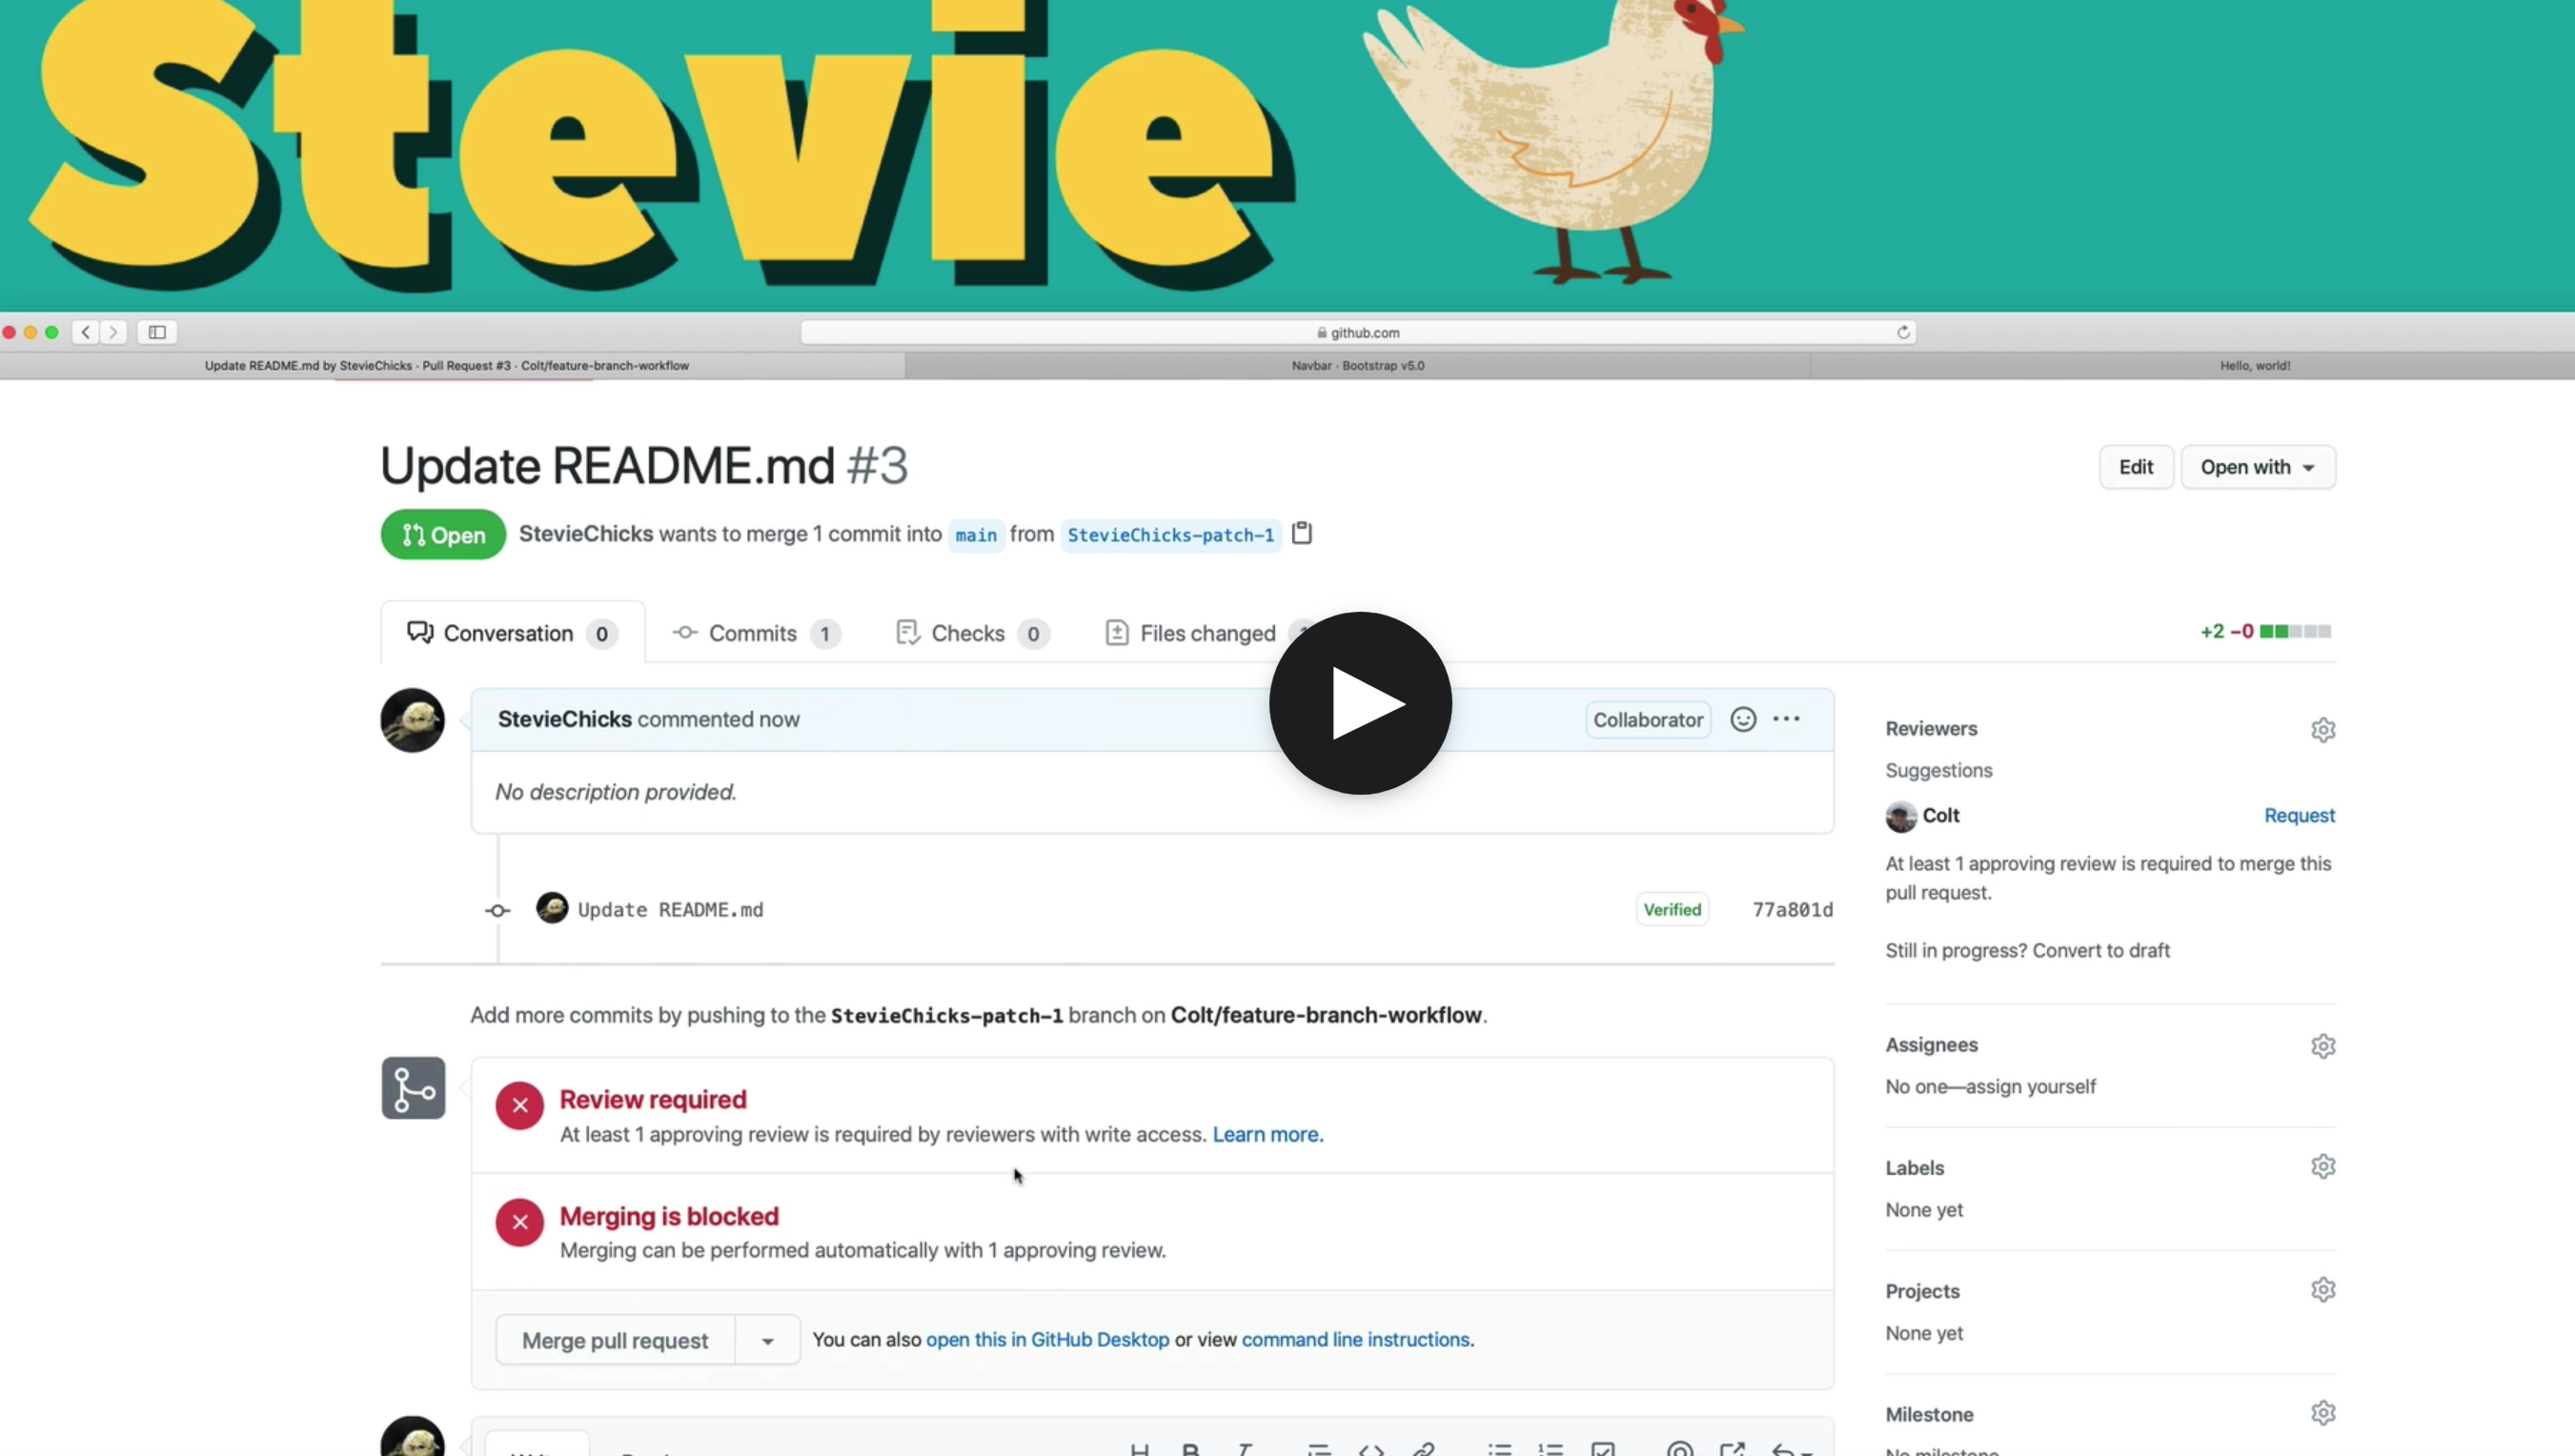 Stevie
github.com
Update README.md by StevieChicks · Pull Request #3 · Colt/feature-branch-workflow
Navbar · Bootstrap v5.0
Hello, world!
Update README.md #3
Edit
Open with
Open
StevieChicks wants to merge 1 commit into main from StevieChicks-patch-1
Conversation 0
Commits 1
Checks 0
Files changed
+2 −0
StevieChicks commented now
Collaborator
No description provided.
Update README.md
Verified
77a801d
Add more commits by pushing to the StevieChicks-patch-1 branch on Colt/feature-branch-workflow.
Review required
At least 1 approving review is required by reviewers with write access. Learn more.
Merging is blocked
Merging can be performed automatically with 1 approving review.
Merge pull request
You can also open this in GitHub Desktop or view command line instructions.
Reviewers
Suggestions
Colt
Request
At least 1 approving review is required to merge this
pull request.
Still in progress? Convert to draft
Assignees
No one—assign yourself
Labels
None yet
Projects
None yet
Milestone
No milestone
H B I